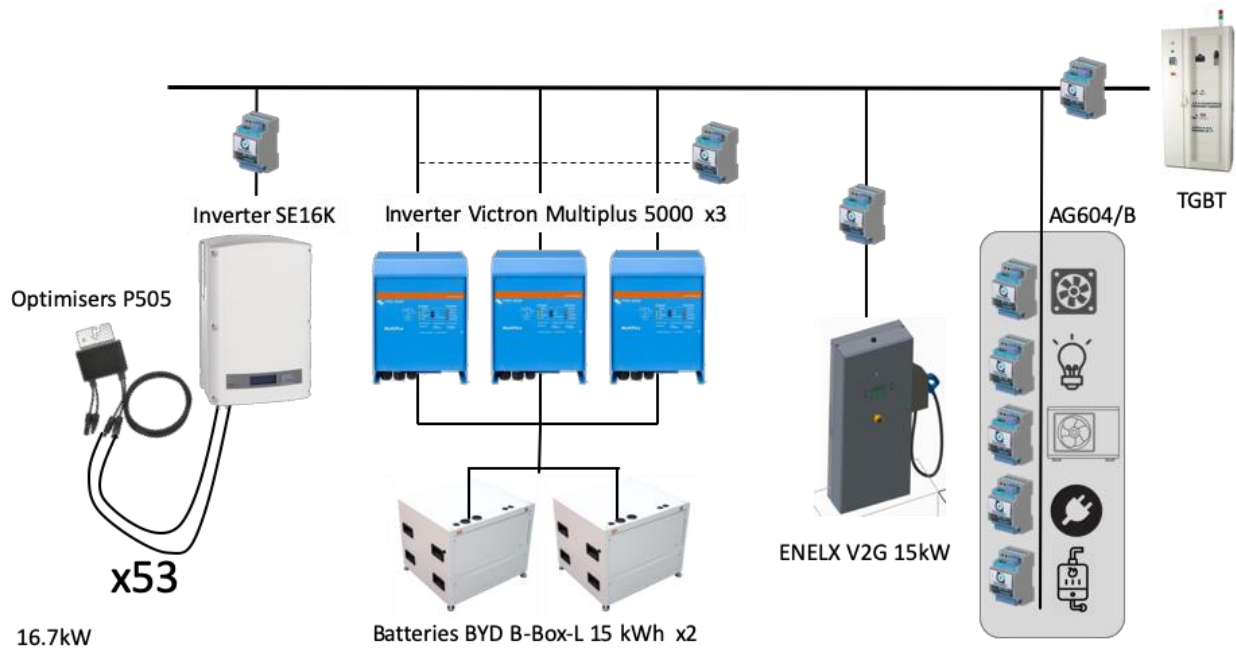 TGBT
Inverter SE16K
Inverter Victron Multiplus 5000 x3
AG604/B
Optimisers P505
x53
ENELX V2G 15kW
16.7kW
Batteries BYD B-Box-L 15 kWh x2